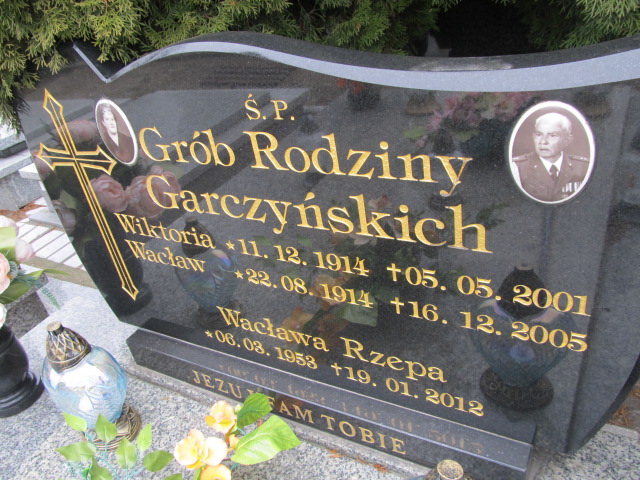 Ś.P.
Grób Rodziny
Garczyńskich
Wiktoria ⋆11.12.1914 †05.05.2001
Wacław ⋆22.08.1914 †16.12.2005
Wacława Rzepa
⋆06.03.1953 †19.01.2012
JEZU UFAM TOBIE